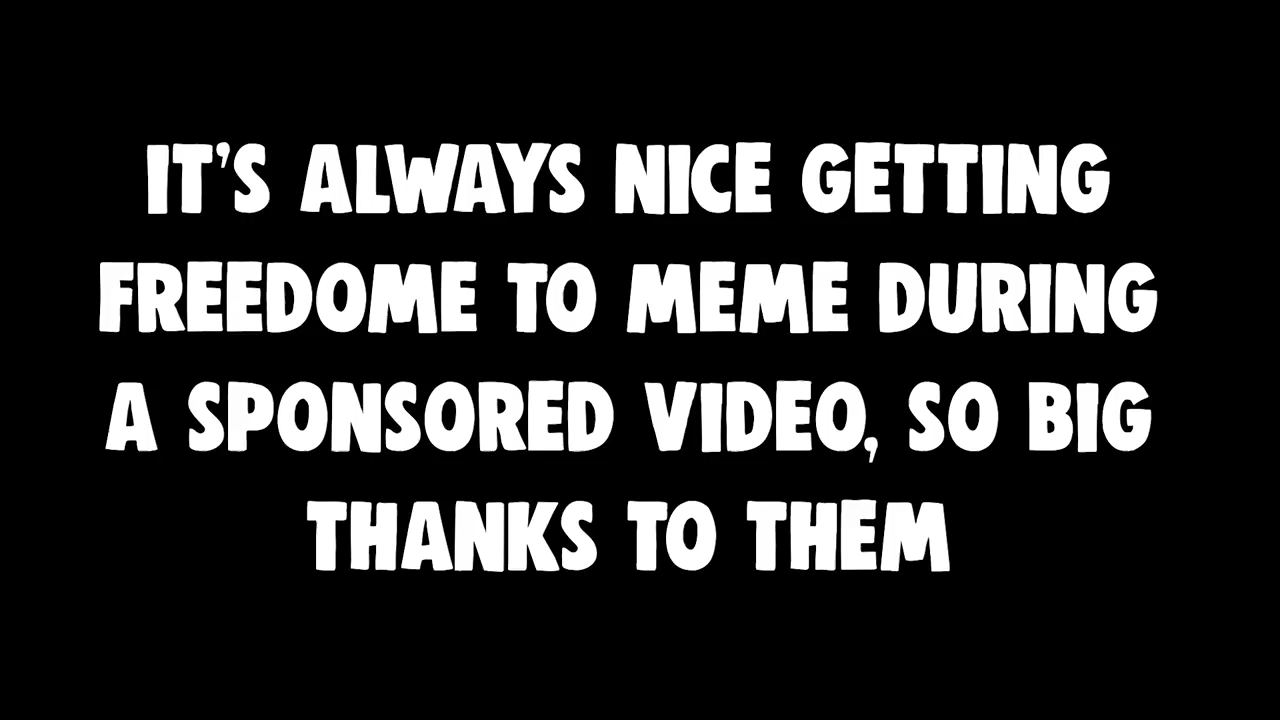 IT'S ALWAYS NICE GETTING
FREEDOME TO MEME DURING
A SPONSORED VIDEO, SO BIG
THANKS TO THEM